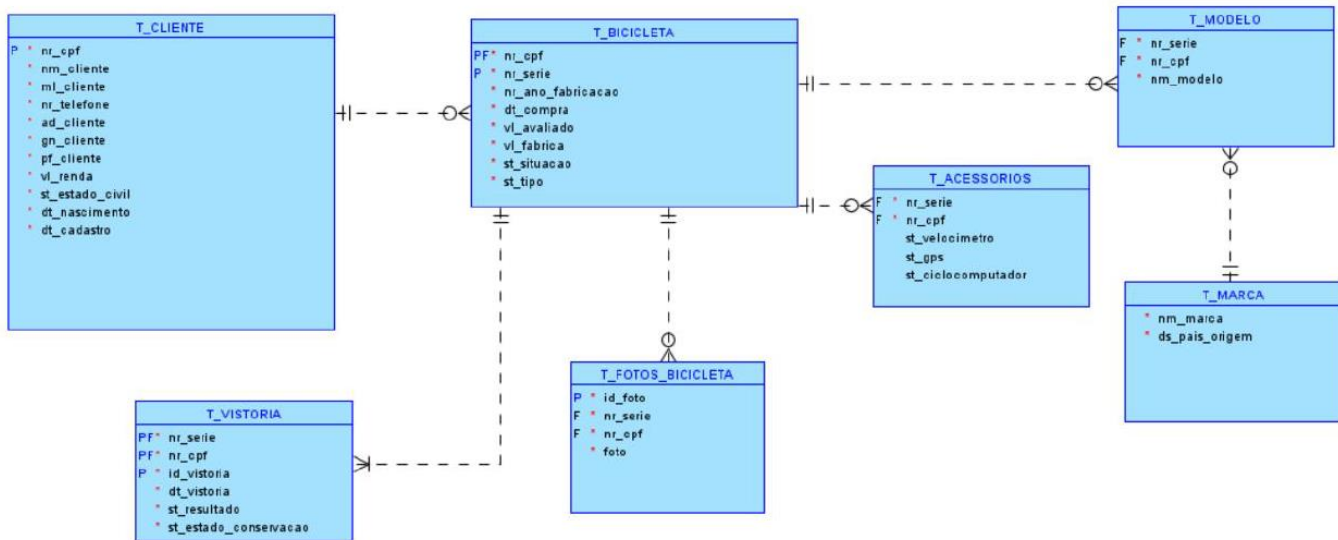 T_CLIENTE
P * nr_cpf
* nm_cliente
* ml_cliente
* nr_telefone
* ad_cliente
* gn_cliente
* pf_cliente
* vl_renda
* st_estado_civil
* dt_nascimento
* dt_cadastro
T_BICICLETA
PF* nr_cpf
P * nr_serie
* nr_ano_fabricacao
* dt_compra
* vl_avaliado
* vl_fabrica
* st_situacao
* st_tipo
T_MODELO
F * nr_serie
F * nr_cpf
* nm_modelo
T_ACESSORIOS
F * nr_serie
F * nr_cpf
st_velocimetro
st_gps
st_ciclocomputador
T_MARCA
* nm_marca
* ds_pais_origem
T_FOTOS_BICICLETA
P * id_foto
F * nr_serie
F * nr_cpf
* foto
T_VISTORIA
PF* nr_serie
PF* nr_cpf
P * id_vistoria
* dt_vistoria
* st_resultado
* st_estado_conservacao